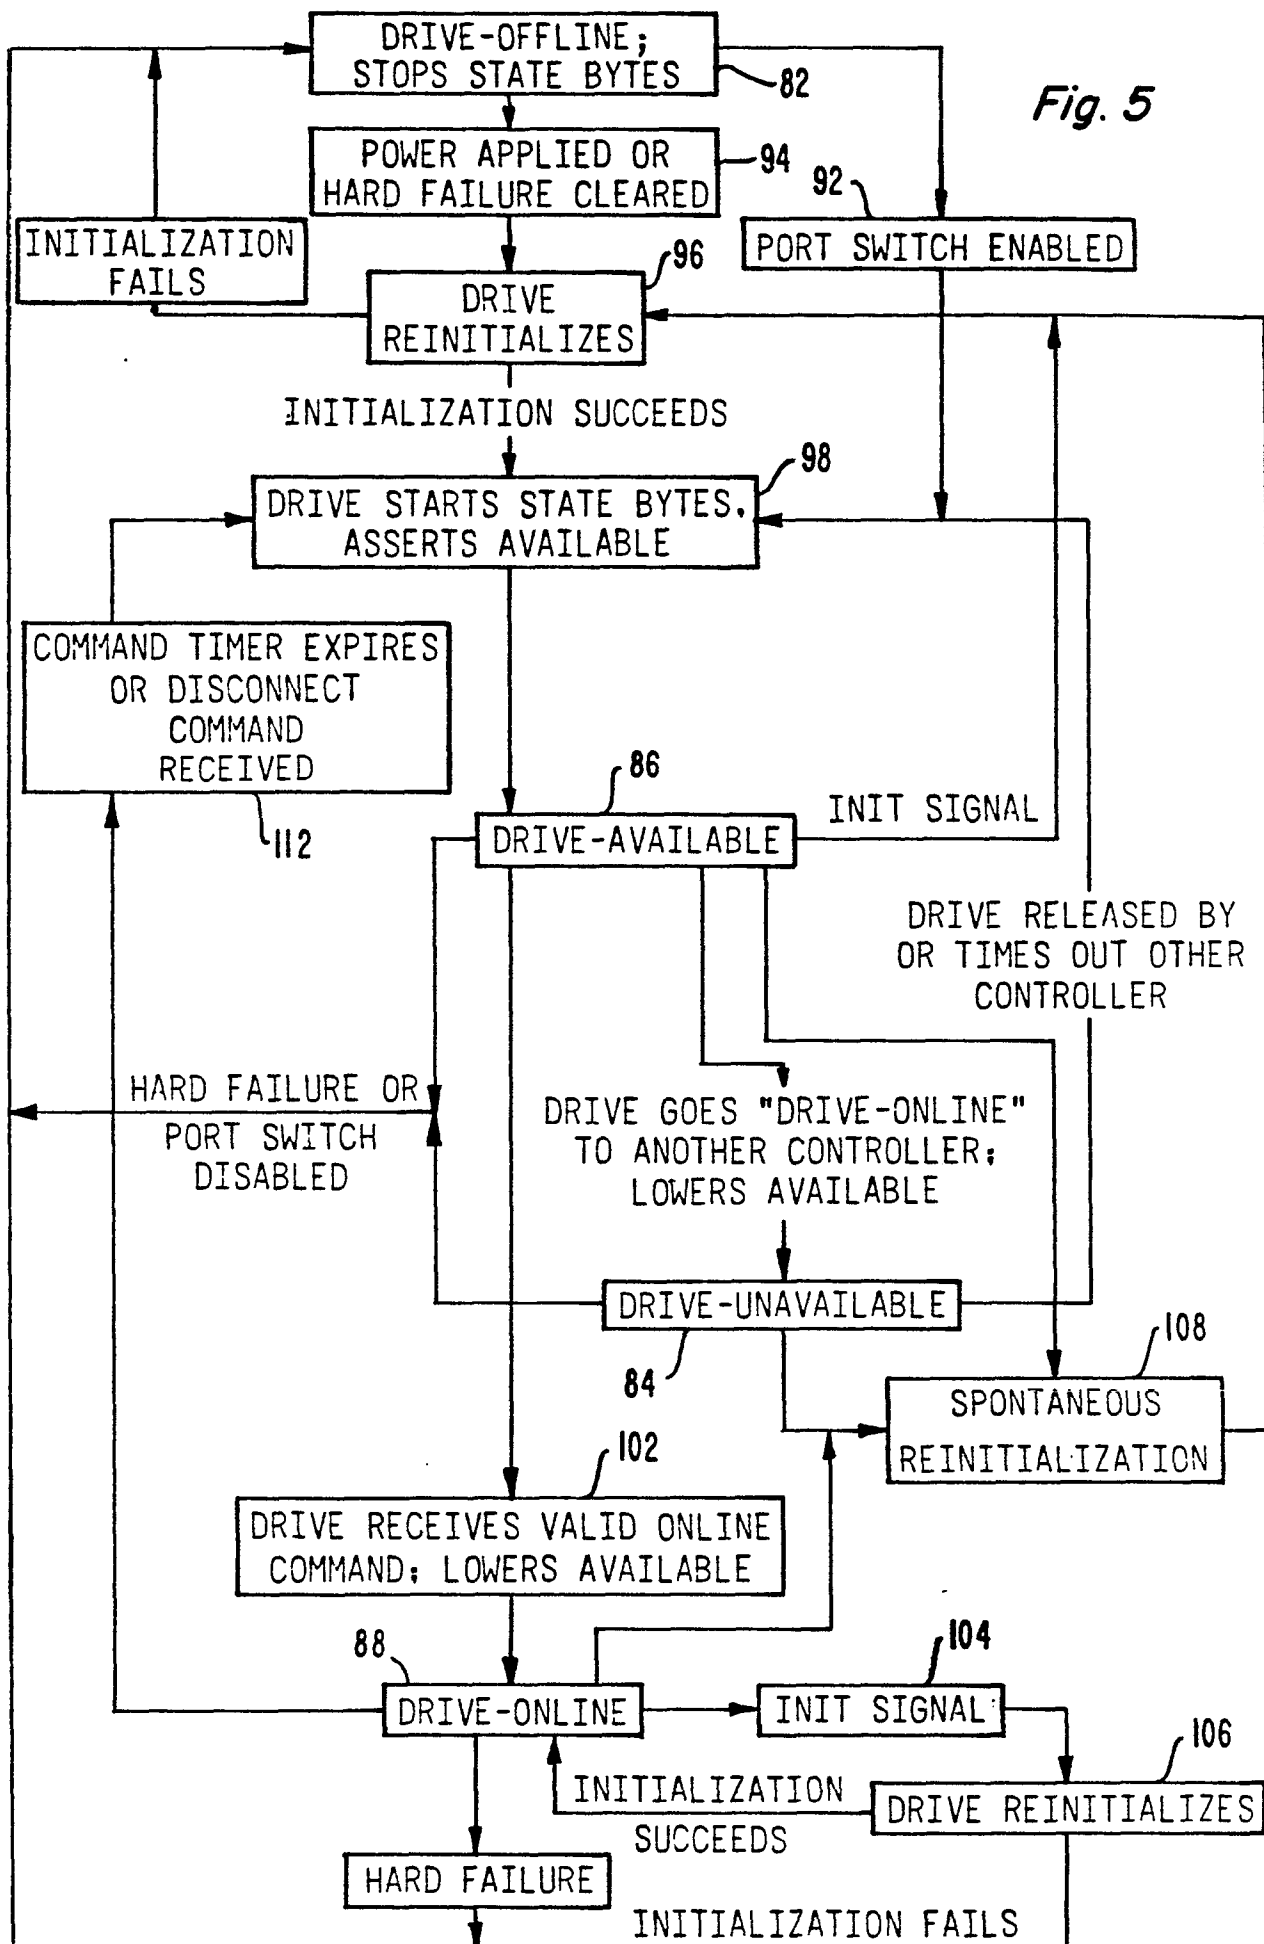 DRIVE-OFFLINE;
STOPS STATE BYTES
82
Fig. 5
POWER APPLIED OR
HARD FAILURE CLEARED
94
92
INITIALIZATION
FAILS
PORT SWITCH ENABLED
96
DRIVE
REINITIALIZES
INITIALIZATION SUCCEEDS
98
DRIVE STARTS STATE BYTES.
ASSERTS AVAILABLE
COMMAND TIMER EXPIRES
OR DISCONNECT
COMMAND
RECEIVED
112
86
DRIVE-AVAILABLE
INIT SIGNAL
DRIVE RELEASED BY
OR TIMES OUT OTHER
CONTROLLER
HARD FAILURE OR
PORT SWITCH
DISABLED
DRIVE GOES "DRIVE-ONLINE"
TO ANOTHER CONTROLLER;
LOWERS AVAILABLE
DRIVE-UNAVAILABLE
84
108
SPONTANEOUS
REINITIALIZATION
102
DRIVE RECEIVES VALID ONLINE
COMMAND; LOWERS AVAILABLE
88
DRIVE-ONLINE
104
INIT SIGNAL
106
DRIVE REINITIALIZES
INITIALIZATION
SUCCEEDS
HARD FAILURE
INITIALIZATION FAILS